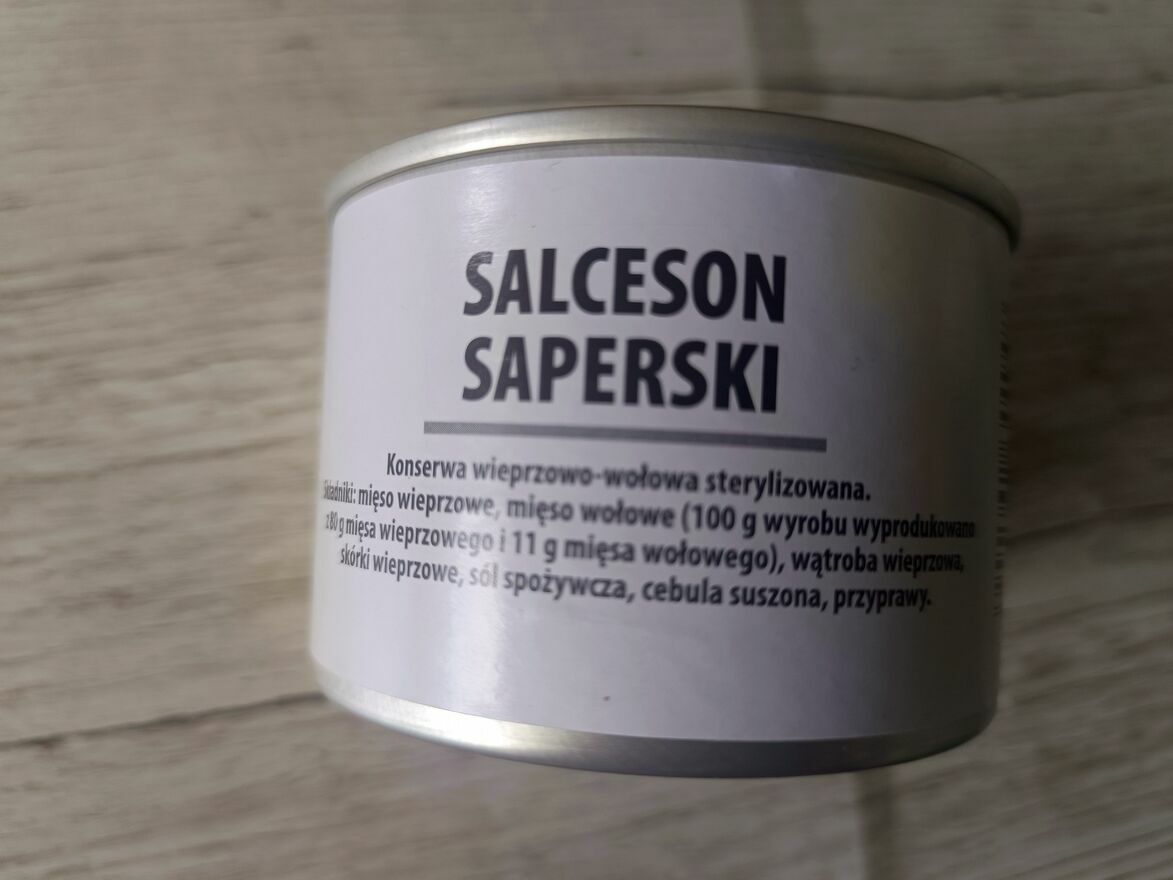 SALCESON
SAPERSKI
Konserwa wieprzowo-wołowa sterylizowana.
Składniki: mięso wieprzowe, mięso wołowe (100 g wyrobu wyprodukowano
z 80 g mięsa wieprzowego i 11 g mięsa wołowego), wątroba wieprzowa,
skórki wieprzowe, sól spożywcza, cebula suszona, przyprawy.